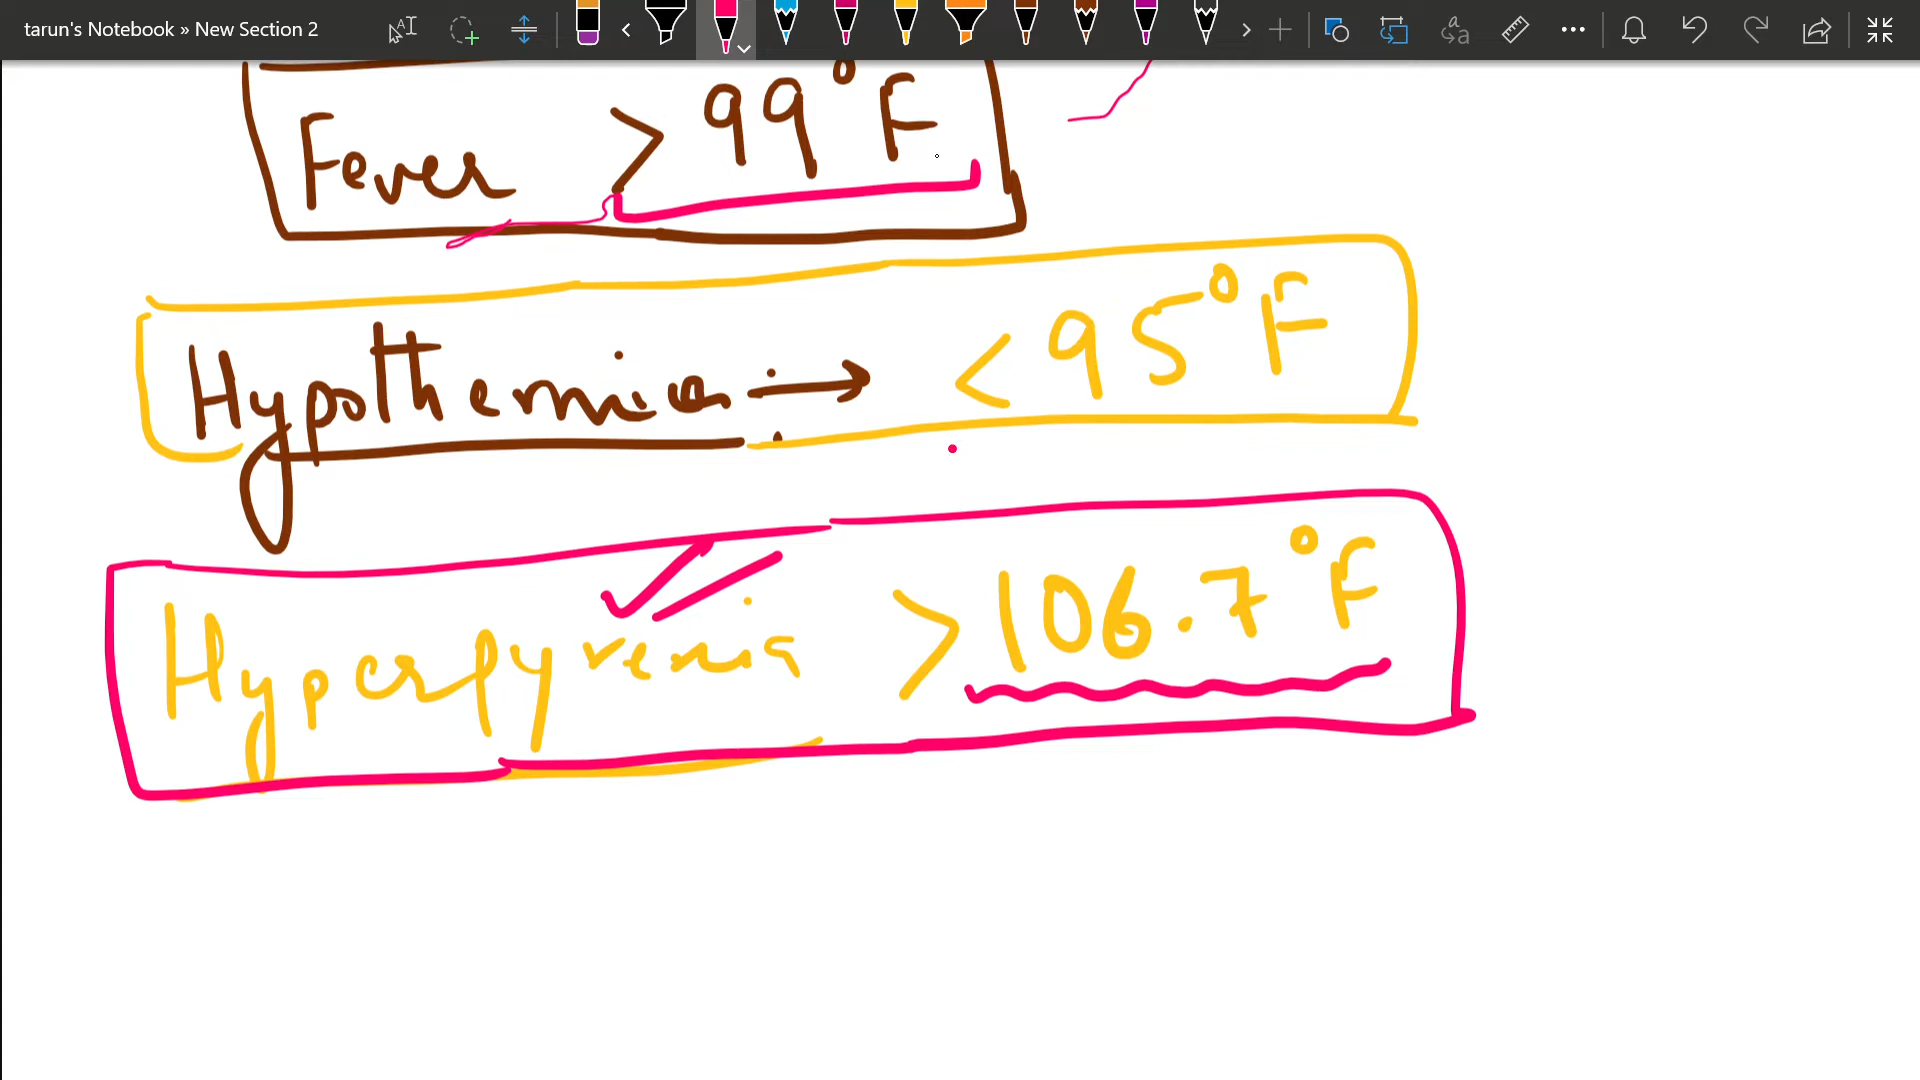 tarun's Notebook » New Section 2
Fever > 99°F
Hypothermia → < 95°F
Hyperpyrexia > 106.7°F